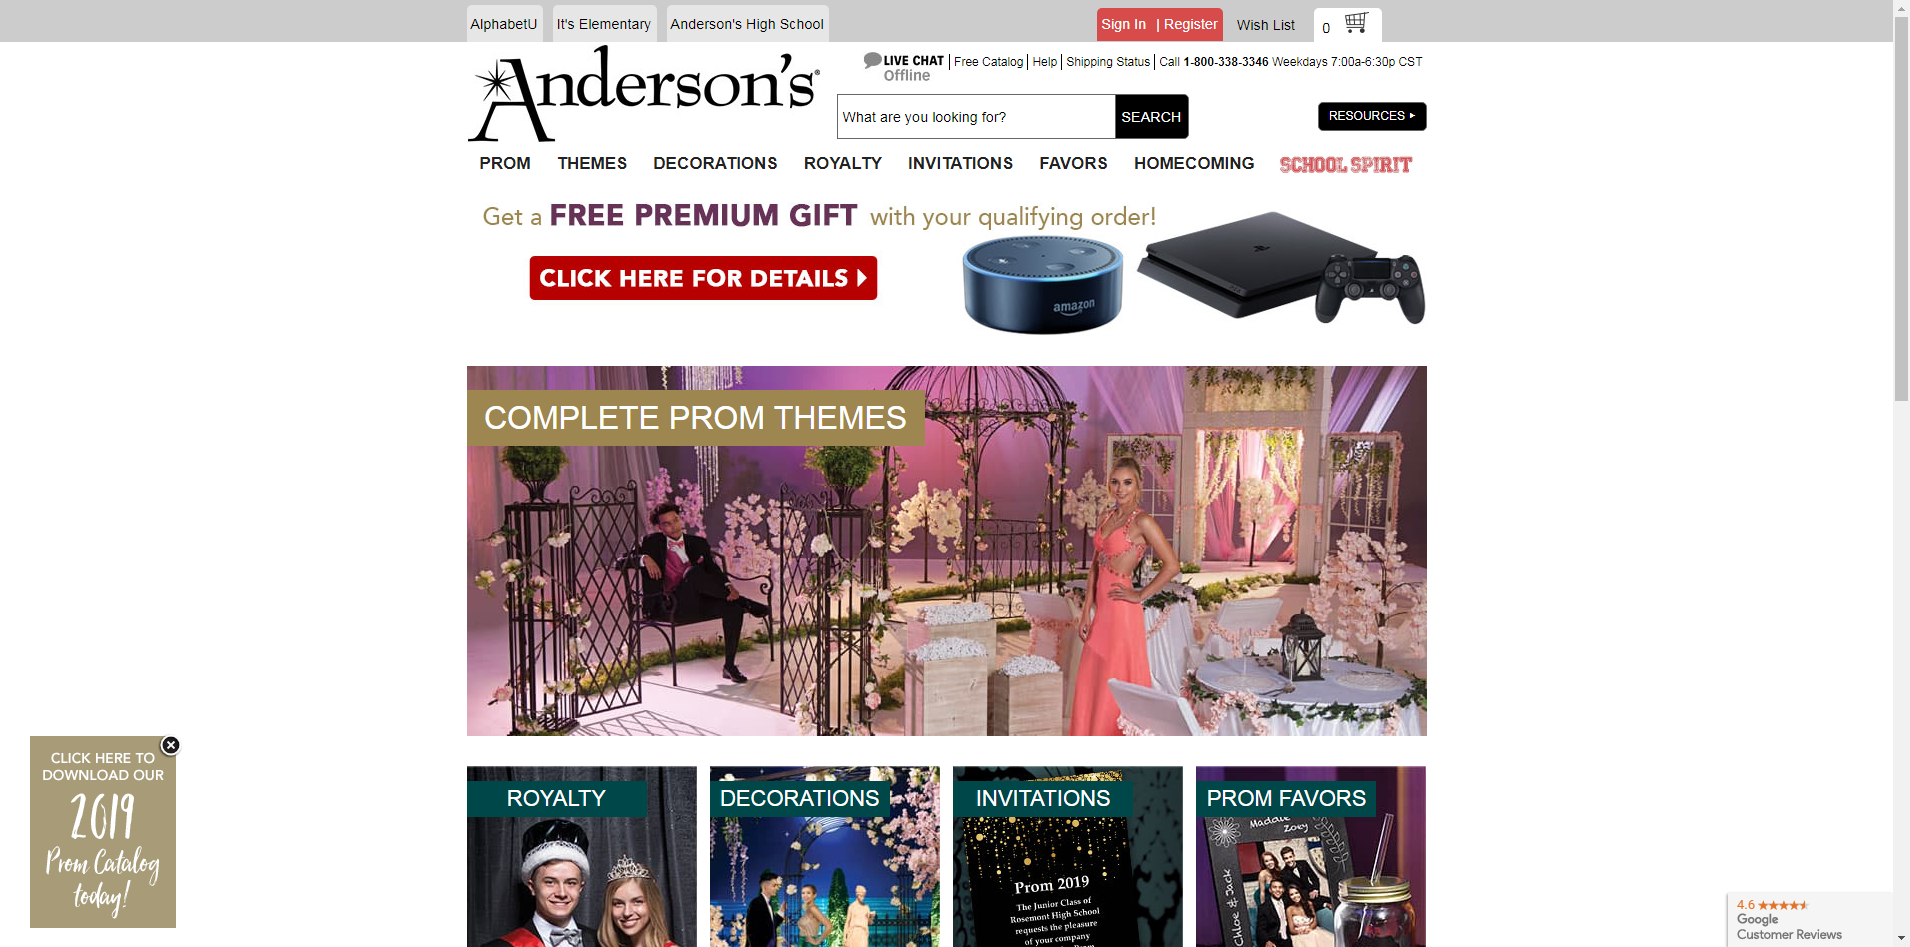 AlphabetU It's Elementary Anderson's High School Sign In | Register Wish List 0
Anderson's®
LIVE CHAT Offline | Free Catalog | Help | Shipping Status | Call 1-800-338-3346 Weekdays 7:00a-6:30p CST
What are you looking for? SEARCH
RESOURCES
PROM THEMES DECORATIONS ROYALTY INVITATIONS FAVORS HOMECOMING SCHOOL SPIRIT
Get a FREE PREMIUM GIFT with your qualifying order!
CLICK HERE FOR DETAILS
amazon
COMPLETE PROM THEMES
CLICK HERE TO
DOWNLOAD OUR
2019
Prom Catalog
today!
ROYALTY DECORATIONS INVITATIONS PROM FAVORS
Maddie
Zoey
Chloe & Jack
Prom 2019
The Junior Class of
Rosemont High School
requests the pleasure
of your company
4.6
Google
Customer Reviews